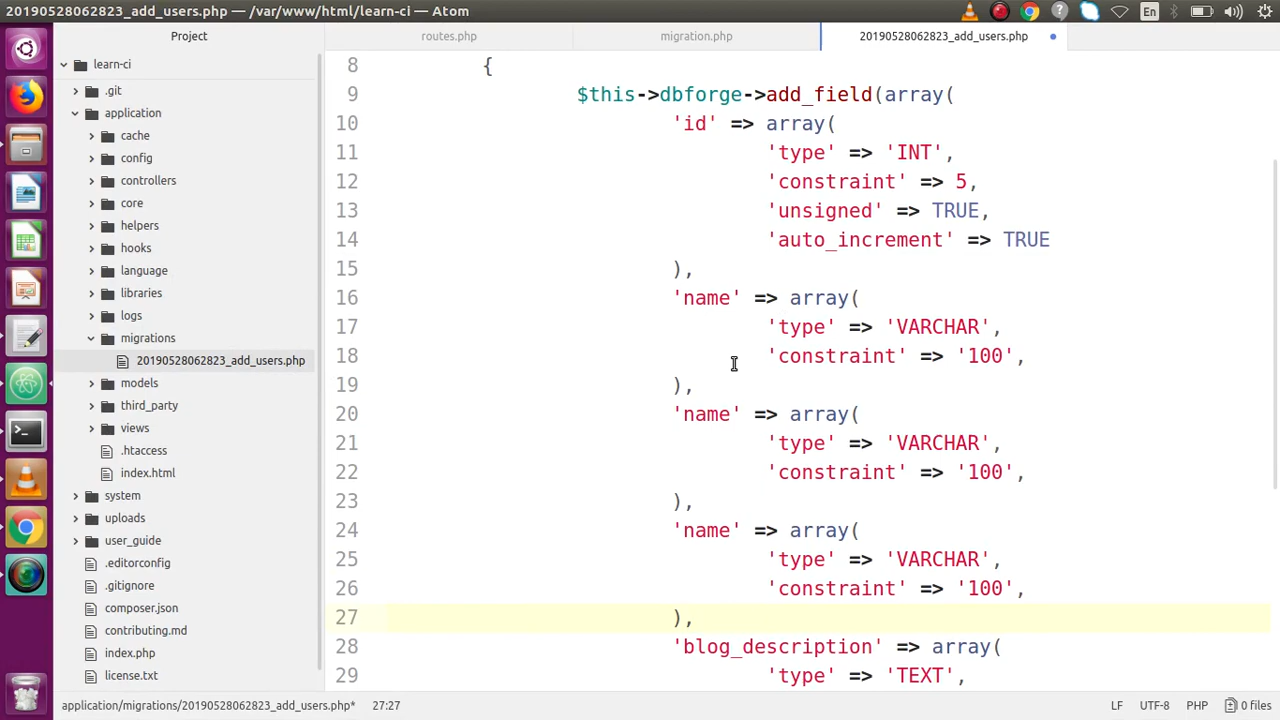 20190528062823_add_users.php — /var/www/html/learn-ci — Atom
En
Project
routes.php
migration.php
20190528062823_add_users.php
learn-ci
.git
application
cache
config
controllers
core
helpers
hooks
language
libraries
logs
migrations
20190528062823_add_users.php
models
third_party
views
.htaccess
index.html
system
uploads
user_guide
.editorconfig
.gitignore
composer.json
contributing.md
index.php
license.txt
8 {
9 $this->dbforge->add_field(array(
10 'id' => array(
11 'type' => 'INT',
12 'constraint' => 5,
13 'unsigned' => TRUE,
14 'auto_increment' => TRUE
15 ),
16 'name' => array(
17 'type' => 'VARCHAR',
18 'constraint' => '100',
19 ),
20 'name' => array(
21 'type' => 'VARCHAR',
22 'constraint' => '100',
23 ),
24 'name' => array(
25 'type' => 'VARCHAR',
26 'constraint' => '100',
27 ),
28 'blog_description' => array(
29 'type' => 'TEXT',
application/migrations/20190528062823_add_users.php* 27:27
LF UTF-8 PHP 0 files